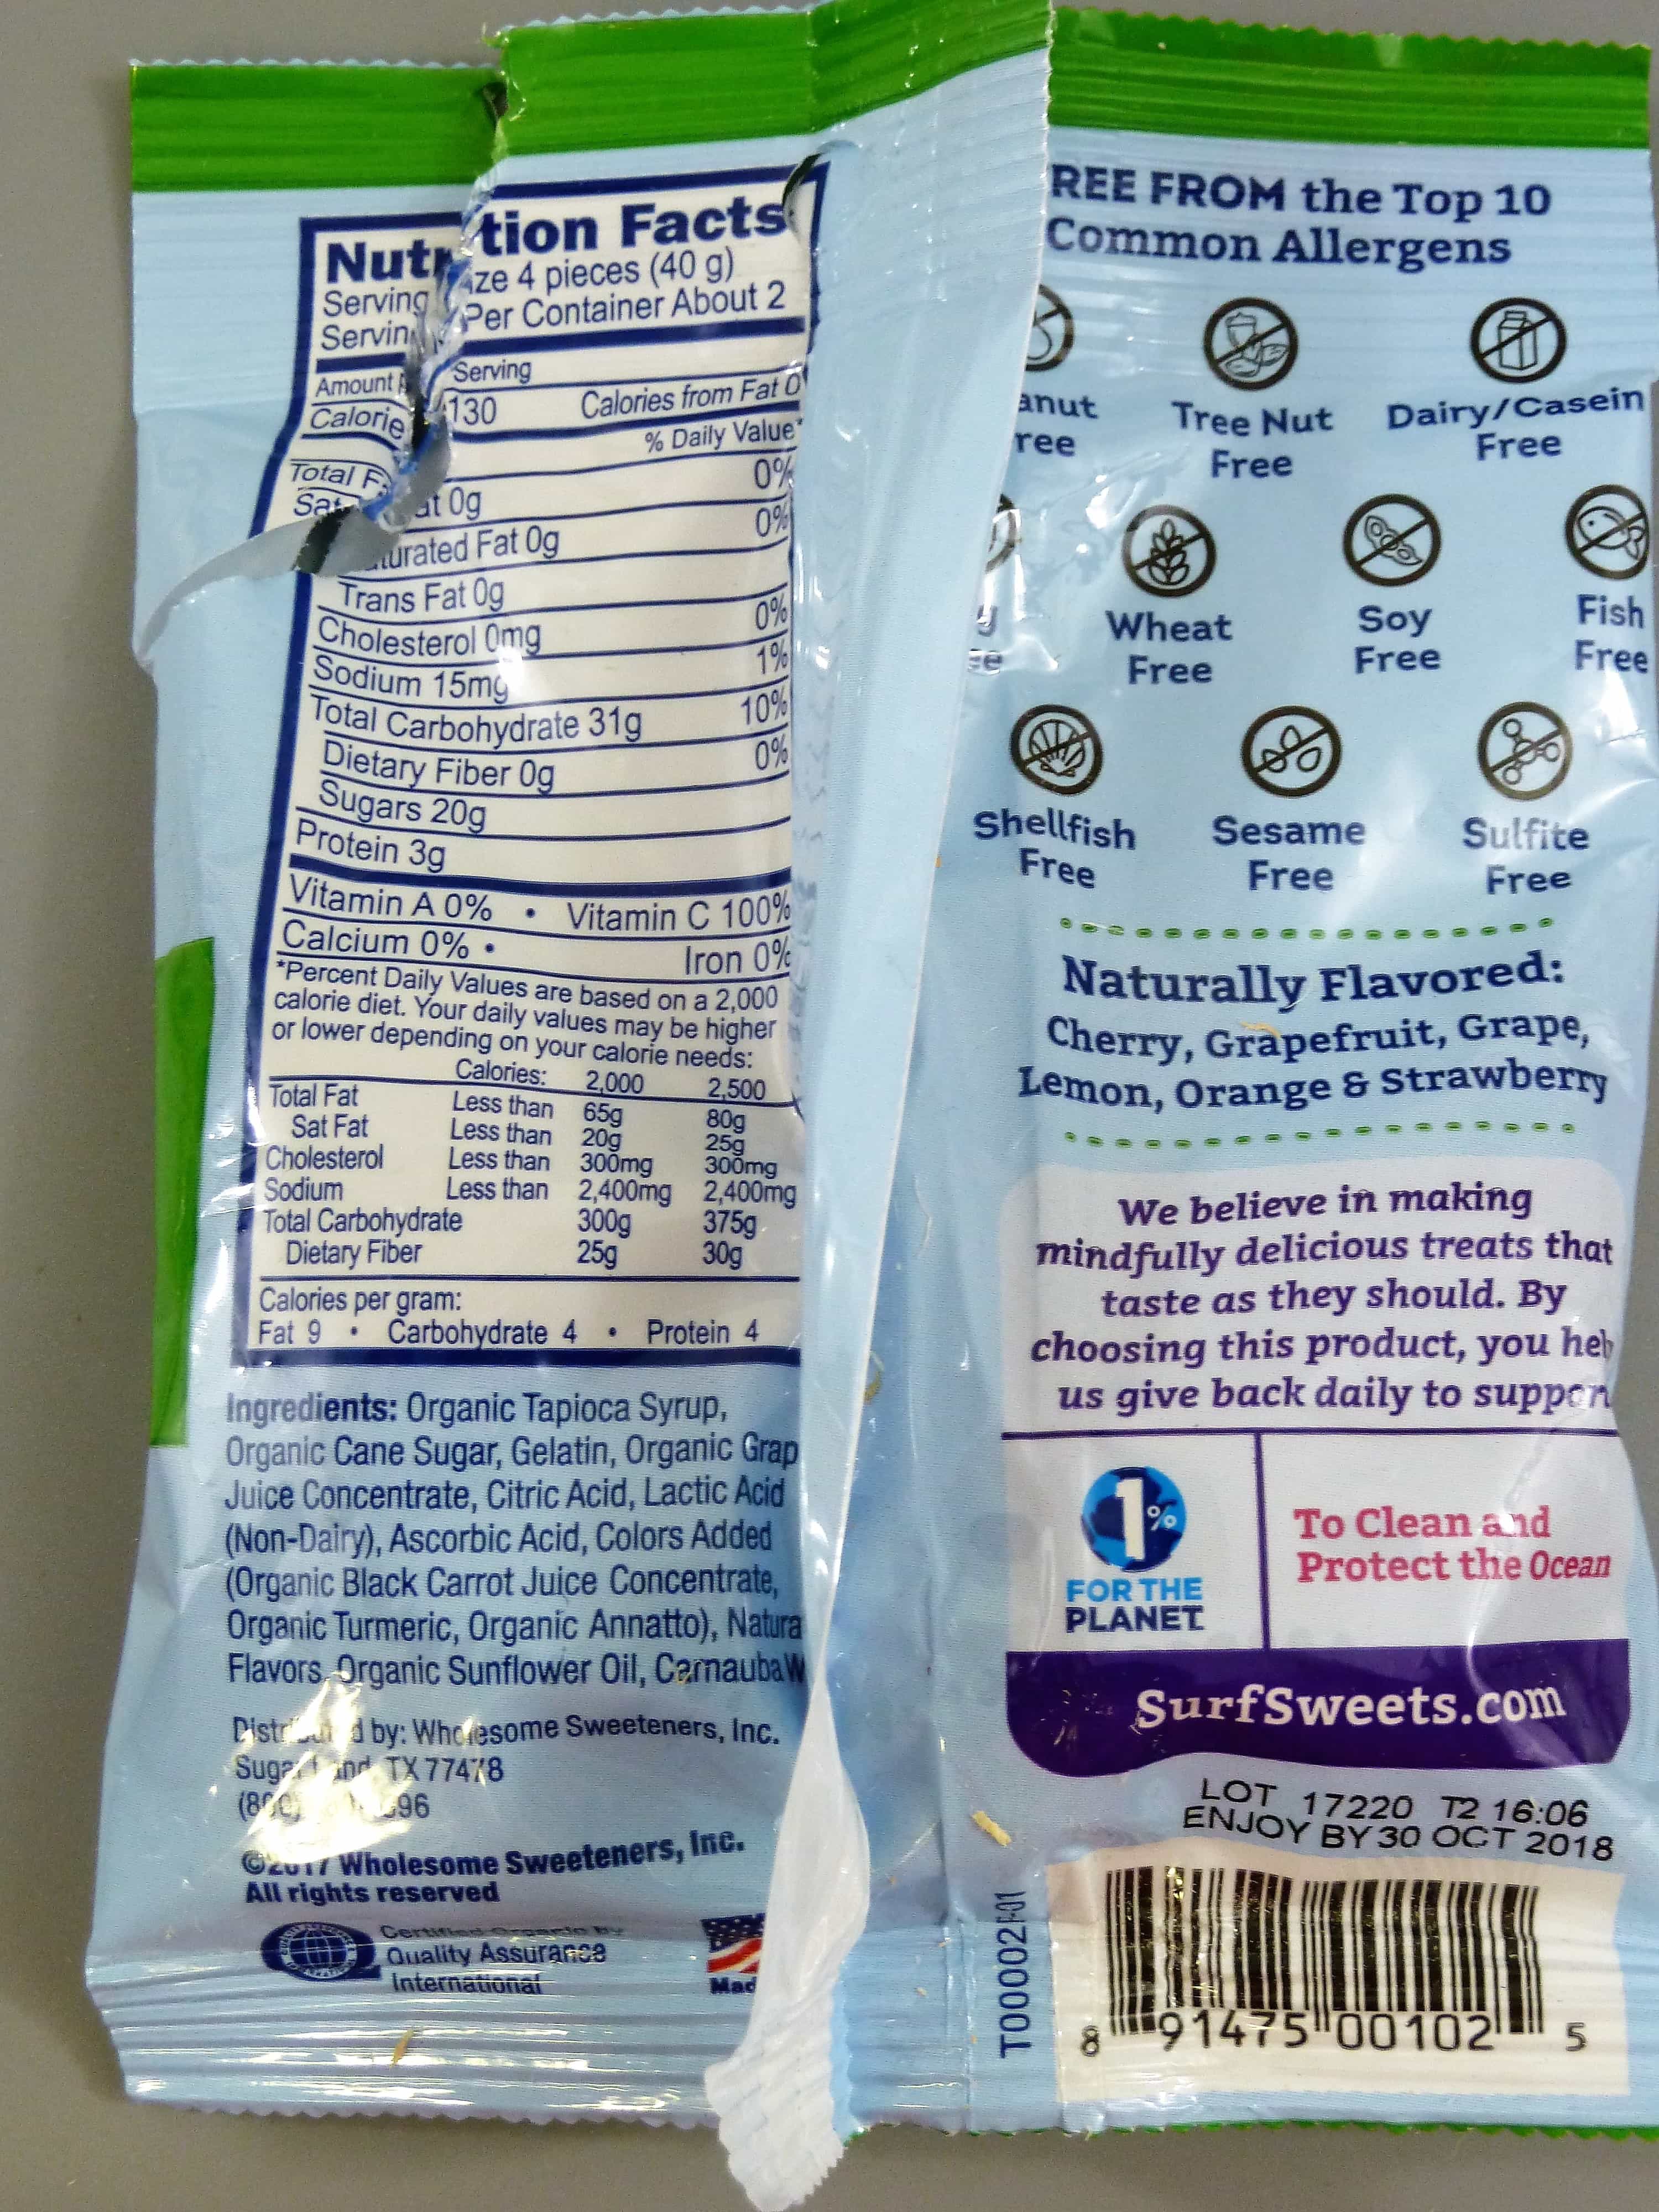 Nutr tion Facts
Serving ize 4 pieces (40 g)
Servin Per Container About 2
Amount Serving
Calorie 130 Calories from Fat 0
% Daily Value*
Total F at 0g 0%
Sat urated Fat 0g 0%
Trans Fat 0g
Cholesterol 0mg 0%
Sodium 15mg 1%
Total Carbohydrate 31g 10%
Dietary Fiber 0g 0%
Sugars 20g
Protein 3g
Vitamin A 0% • Vitamin C 100%
Calcium 0% • Iron 0%
*Percent Daily Values are based on a 2,000
calorie diet. Your daily values may be higher
or lower depending on your calorie needs:
Calories: 2,000 2,500
Total Fat Less than 65g 80g
Sat Fat Less than 20g 25g
Cholesterol Less than 300mg 300mg
Sodium Less than 2,400mg 2,400mg
Total Carbohydrate 300g 375g
Dietary Fiber 25g 30g
Calories per gram:
Fat 9 • Carbohydrate 4 • Protein 4
Ingredients: Organic Tapioca Syrup,
Organic Cane Sugar, Gelatin, Organic Grap
Juice Concentrate, Citric Acid, Lactic Acid
(Non-Dairy), Ascorbic Acid, Colors Added
(Organic Black Carrot Juice Concentrate,
Organic Turmeric, Organic Annatto), Natura
Flavors, Organic Sunflower Oil, Carnauba W
by: Wholesome Sweeteners, Inc.
TX 77478
©2017 Wholesome Sweeteners, Inc.
All rights reserved
Certified Organic by
Quality Assurance
International
Mad
REE FROM the Top 10
Common Allergens
anut
ree
Tree Nut
Free
Dairy/Casein
Free
Wheat
Free
Soy
Free
Fish
Free
Shellfish
Free
Sesame
Free
Sulfite
Free
Naturally Flavored:
Cherry, Grapefruit, Grape,
Lemon, Orange & Strawberry
We believe in making
mindfully delicious treats that
taste as they should. By
choosing this product, you hel
us give back daily to suppor
1%
FOR THE
PLANET
To Clean and
Protect the Ocean
SurfSweets.com
LOT 17220 T2 16:06
ENJOY BY 30 OCT 2018
T00002F01
8 91475 00102 5